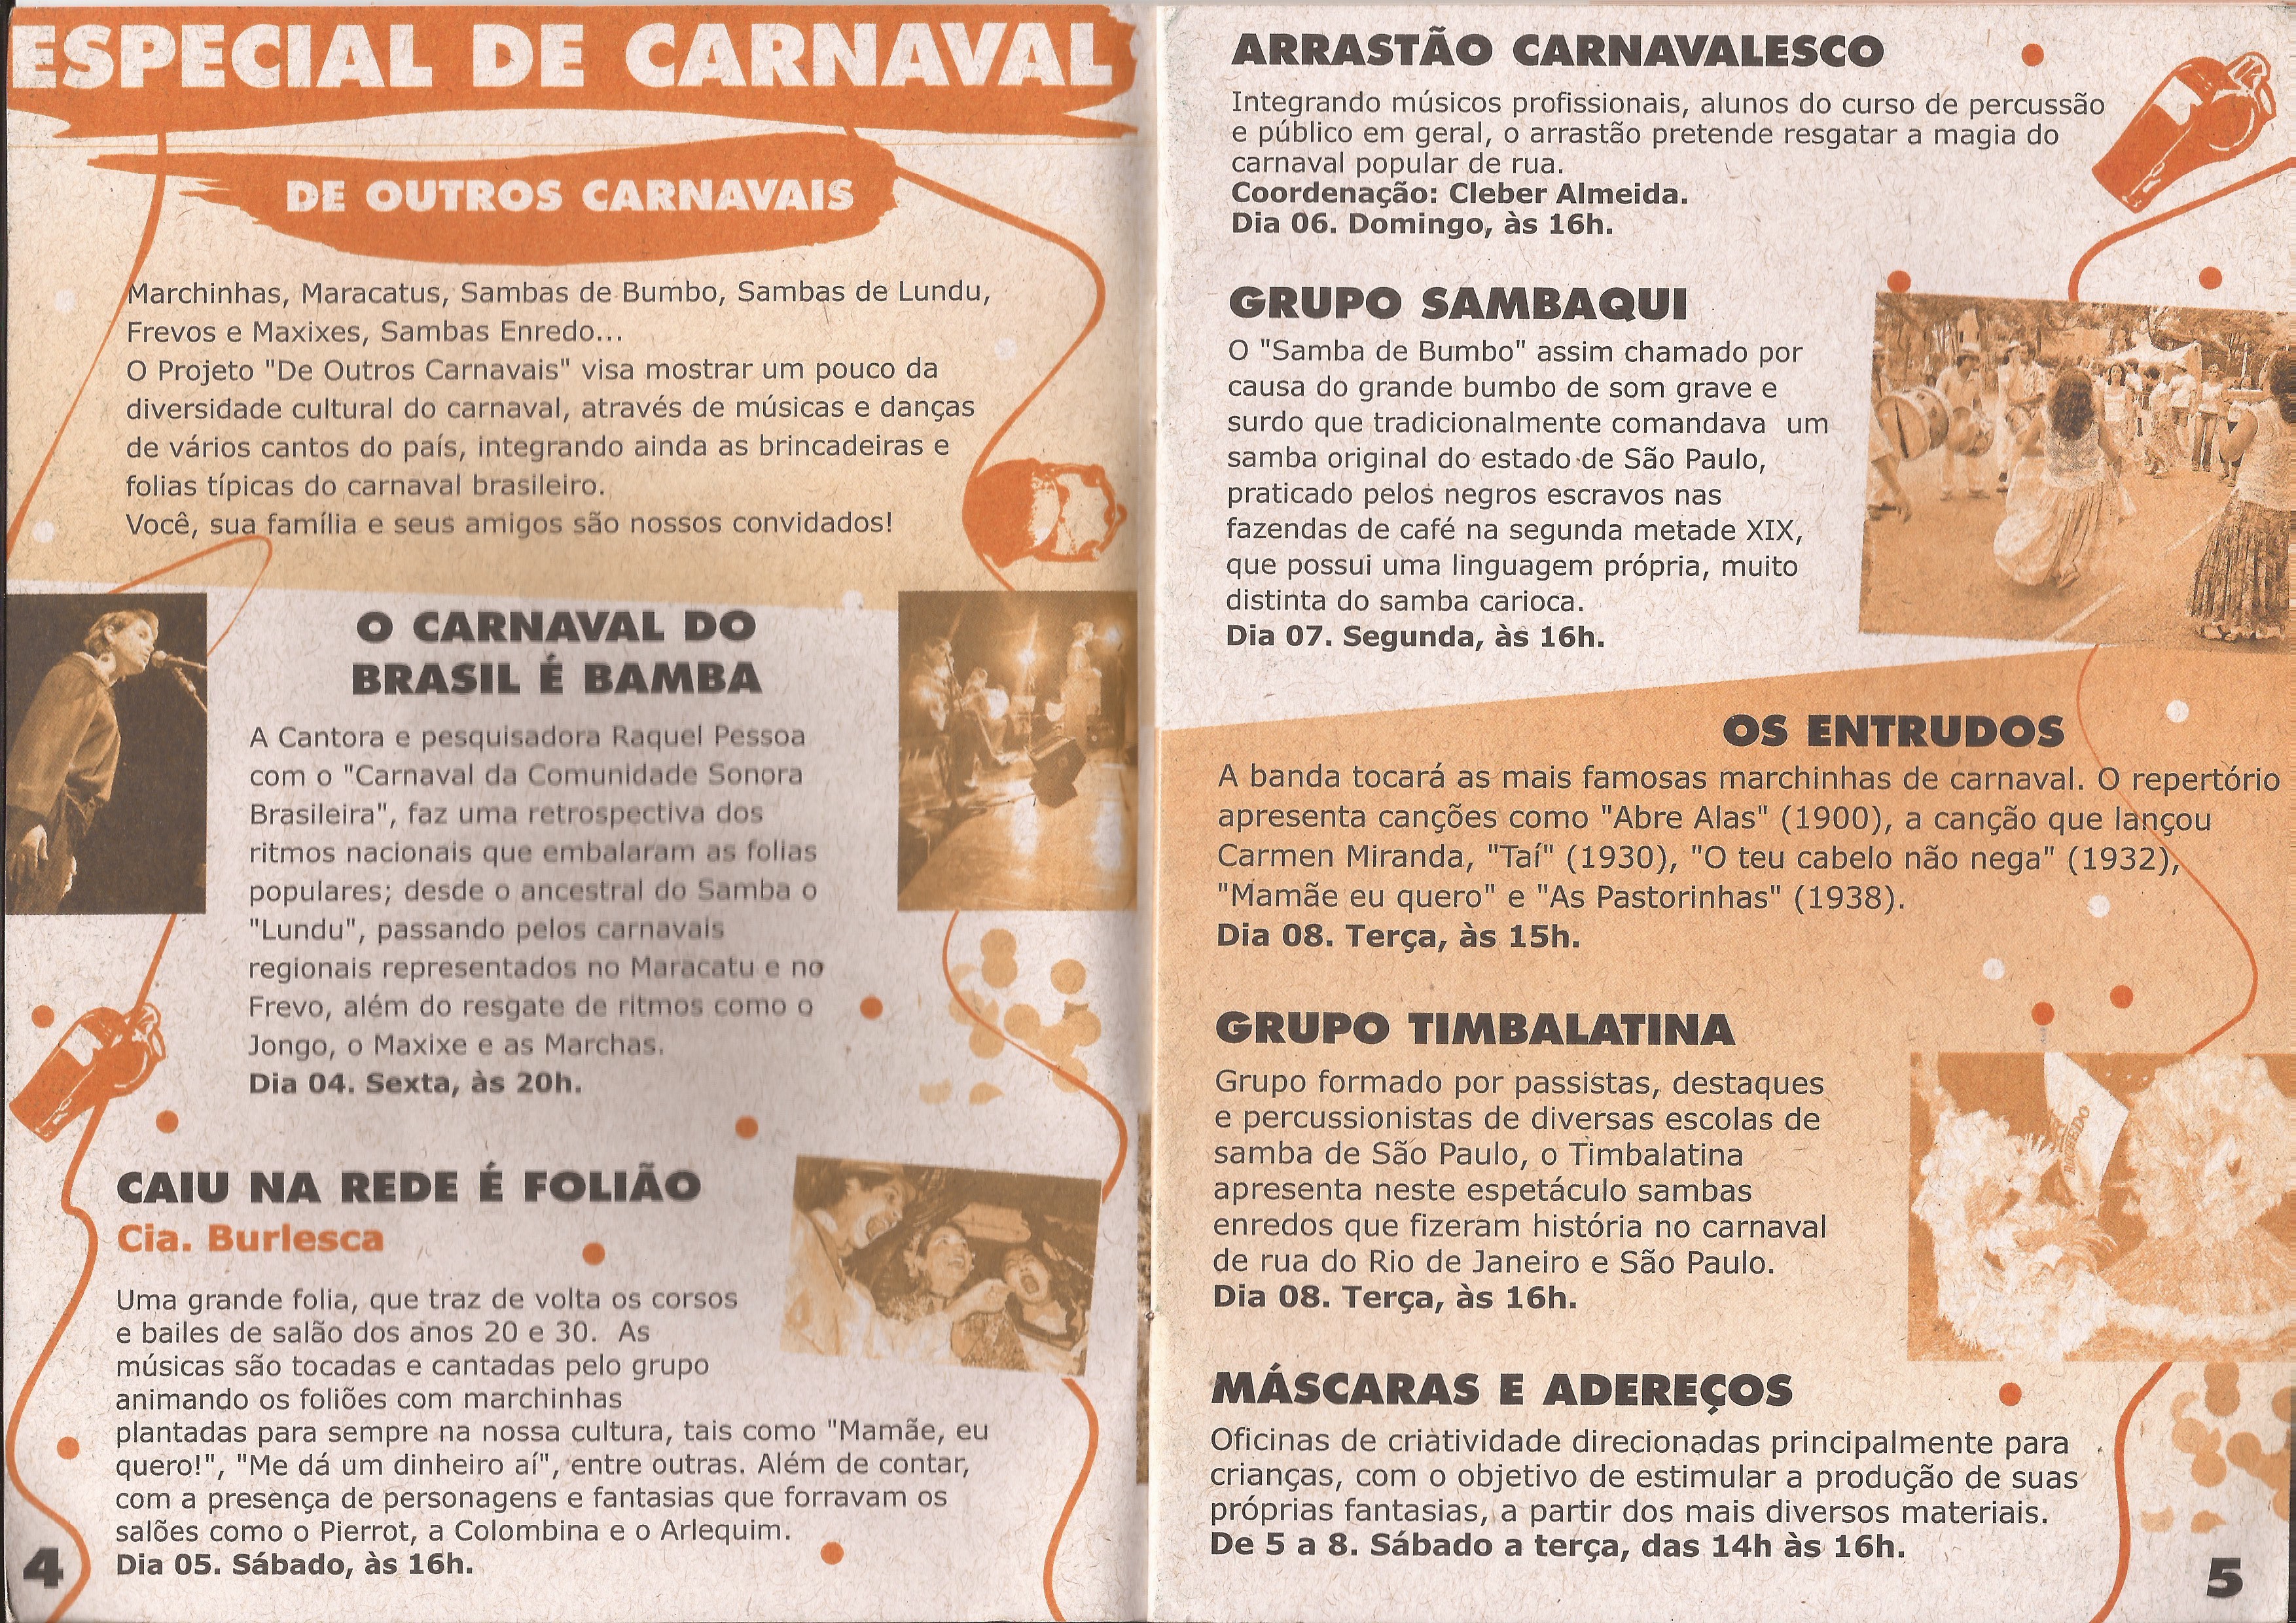 ESPECIAL DE CARNAVAL
DE OUTROS CARNAVAIS
Marchinhas, Maracatus, Sambas de Bumbo, Sambas de Lundu,
Frevos e Maxixes, Sambas Enredo...
O Projeto "De Outros Carnavais" visa mostrar um pouco da
diversidade cultural do carnaval, através de músicas e danças
de vários cantos do país, integrando ainda as brincadeiras e
folias típicas do carnaval brasileiro.
Você, sua família e seus amigos são nossos convidados!
O CARNAVAL DO
BRASIL É BAMBA
A Cantora e pesquisadora Raquel Pessoa
com o "Carnaval da Comunidade Sonora
Brasileira", faz uma retrospectiva dos
ritmos nacionais que embalaram as folias
populares; desde o ancestral do Samba o
"Lundu", passando pelos carnavais
regionais representados no Maracatu e no
Frevo, além do resgate de ritmos como o
Jongo, o Maxixe e as Marchas.
Dia 04. Sexta, às 20h.
CAIU NA REDE É FOLIÃO
Cia. Burlesca
Uma grande folia, que traz de volta os corsos
e bailes de salão dos anos 20 e 30.  As
músicas são tocadas e cantadas pelo grupo
animando os foliões com marchinhas
plantadas para sempre na nossa cultura, tais como "Mamãe, eu
quero!", "Me dá um dinheiro aí", entre outras. Além de contar,
com a presença de personagens e fantasias que forravam os
salões como o Pierrot, a Colombina e o Arlequim.
Dia 05. Sábado, às 16h.
4
ARRASTÃO CARNAVALESCO
Integrando músicos profissionais, alunos do curso de percussão
e público em geral, o arrastão pretende resgatar a magia do
carnaval popular de rua.
Coordenação: Cleber Almeida.
Dia 06. Domingo, às 16h.
GRUPO SAMBAQUI
O "Samba de Bumbo" assim chamado por
causa do grande bumbo de som grave e
surdo que tradicionalmente comandava  um
samba original do estado de São Paulo,
praticado pelos negros escravos nas
fazendas de café na segunda metade XIX,
que possui uma linguagem própria, muito
distinta do samba carioca.
Dia 07. Segunda, às 16h.
OS ENTRUDOS
A banda tocará as mais famosas marchinhas de carnaval. O repertório
apresenta canções como "Abre Alas" (1900), a canção que lançou
Carmen Miranda, "Taí" (1930), "O teu cabelo não nega" (1932),
"Mamãe eu quero" e "As Pastorinhas" (1938).
Dia 08. Terça, às 15h.
GRUPO TIMBALATINA
Grupo formado por passistas, destaques
e percussionistas de diversas escolas de
samba de São Paulo, o Timbalatina
apresenta neste espetáculo sambas
enredos que fizeram história no carnaval
de rua do Rio de Janeiro e São Paulo.
Dia 08. Terça, às 16h.
MÁSCARAS E ADEREÇOS
Oficinas de criatividade direcionadas principalmente para
crianças, com o objetivo de estimular a produção de suas
próprias fantasias, a partir dos mais diversos materiais.
De 5 a 8. Sábado a terça, das 14h às 16h.
5